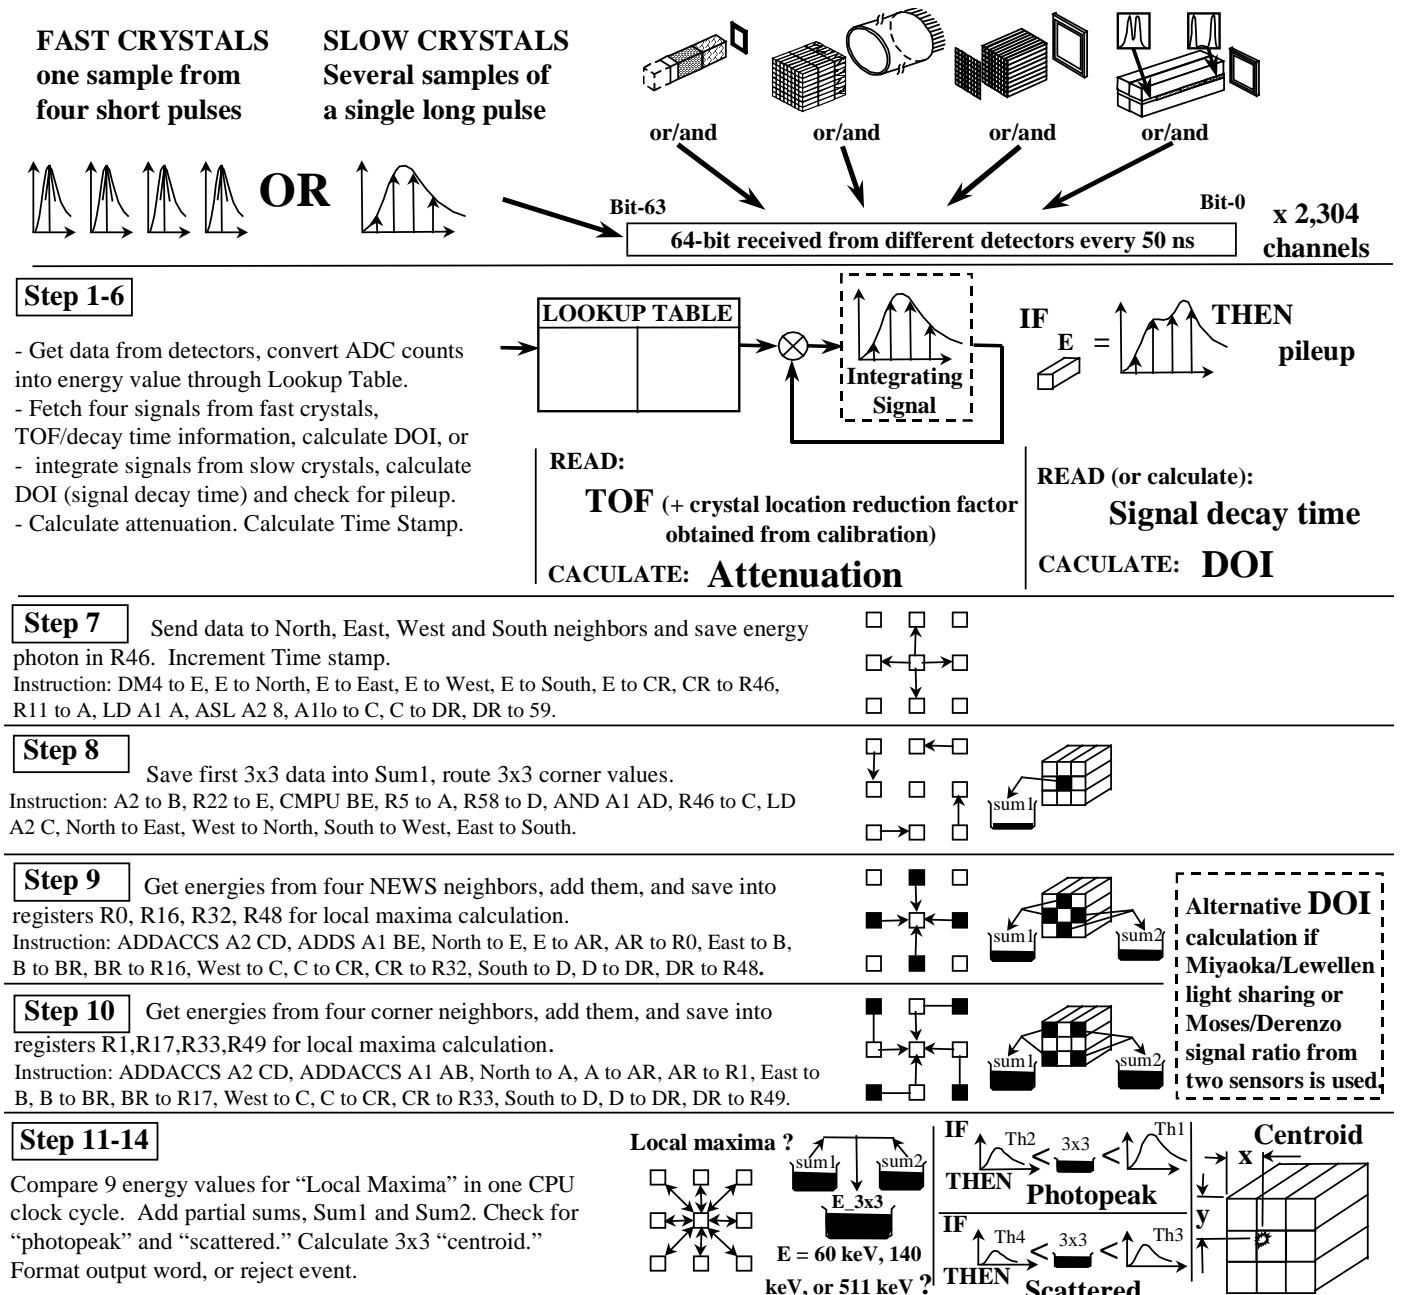 FAST CRYSTALS
one sample from
four short pulses
SLOW CRYSTALS
Several samples of
a single long pulse
OR
or/and
or/and
or/and
or/and
Bit-63
Bit-0
64-bit received from different detectors every 50 ns
x 2,304
channels
Step 1-6
- Get data from detectors, convert ADC counts
into energy value through Lookup Table.
- Fetch four signals from fast crystals,
TOF/decay time information, calculate DOI, or
- integrate signals from slow crystals, calculate
DOI (signal decay time) and check for pileup.
- Calculate attenuation. Calculate Time Stamp.
LOOKUP TABLE
Integrating
Signal
IF
E
=
THEN
pileup
READ:
TOF (+ crystal location reduction factor
obtained from calibration)
CACULATE: Attenuation
READ (or calculate):
Signal decay time
CACULATE: DOI
Step 7
Send data to North, East, West and South neighbors and save energy
photon in R46. Increment Time stamp.
Instruction: DM4 to E, E to North, E to East, E to West, E to South, E to CR, CR to R46,
R11 to A, LD A1 A, ASL A2 8, A1lo to C, C to DR, DR to 59.
Step 8
Save first 3x3 data into Sum1, route 3x3 corner values.
Instruction: A2 to B, R22 to E, CMPU BE, R5 to A, R58 to D, AND A1 AD, R46 to C, LD
A2 C, North to East, West to North, South to West, East to South.
sum1
Step 9
Get energies from four NEWS neighbors, add them, and save into
registers R0, R16, R32, R48 for local maxima calculation.
Instruction: ADDACCS A2 CD, ADDS A1 BE, North to E, E to AR, AR to R0, East to B,
B to BR, BR to R16, West to C, C to CR, CR to R32, South to D, D to DR, DR to R48.
sum1
sum2
Alternative DOI
calculation if
Miyaoka/Lewellen
light sharing or
Moses/Derenzo
signal ratio from
two sensors is used.
Step 10
Get energies from four corner neighbors, add them, and save into
registers R1,R17,R33,R49 for local maxima calculation.
Instruction: ADDACCS A2 CD, ADDACCS A1 AB, North to A, A to AR, AR to R1, East to
B, B to BR, BR to R17, West to C, C to CR, CR to R33, South to D, D to DR, DR to R49.
sum1
sum2
Step 11-14
Compare 9 energy values for “Local Maxima” in one CPU
clock cycle. Add partial sums, Sum1 and Sum2. Check for
“photopeak” and “scattered.” Calculate 3x3 “centroid.”
Format output word, or reject event.
Local maxima ?
sum1
sum2
E_3x3
E = 60 keV, 140
keV, or 511 keV ?
IF
Th2
<
3x3
<
Th1
THEN
Photopeak
IF
Th4
<
3x3
<
Th3
THEN
Scattered
Centroid
x
y